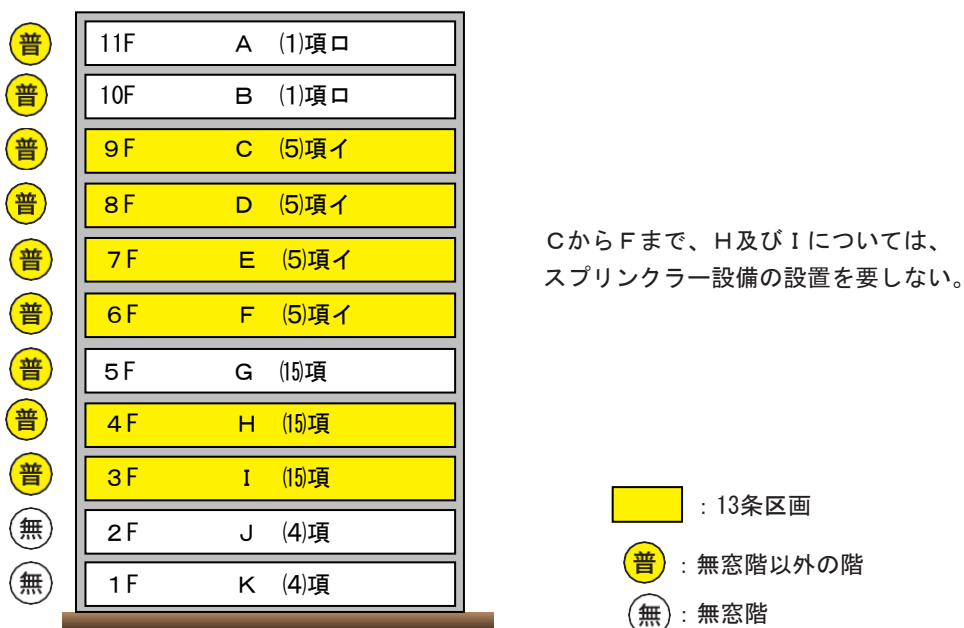 普 11F A (1)項ロ
普 10F B (1)項ロ
普 9F C (5)項イ
普 8F D (5)項イ
普 7F E (5)項イ
普 6F F (5)項イ
普 5F G (15)項
普 4F H (15)項
普 3F I (15)項
無 2F J (4)項
無 1F K (4)項
CからFまで、H及びIについては、
スプリンクラー設備の設置を要しない。
：13条区画
普：無窓階以外の階
無：無窓階